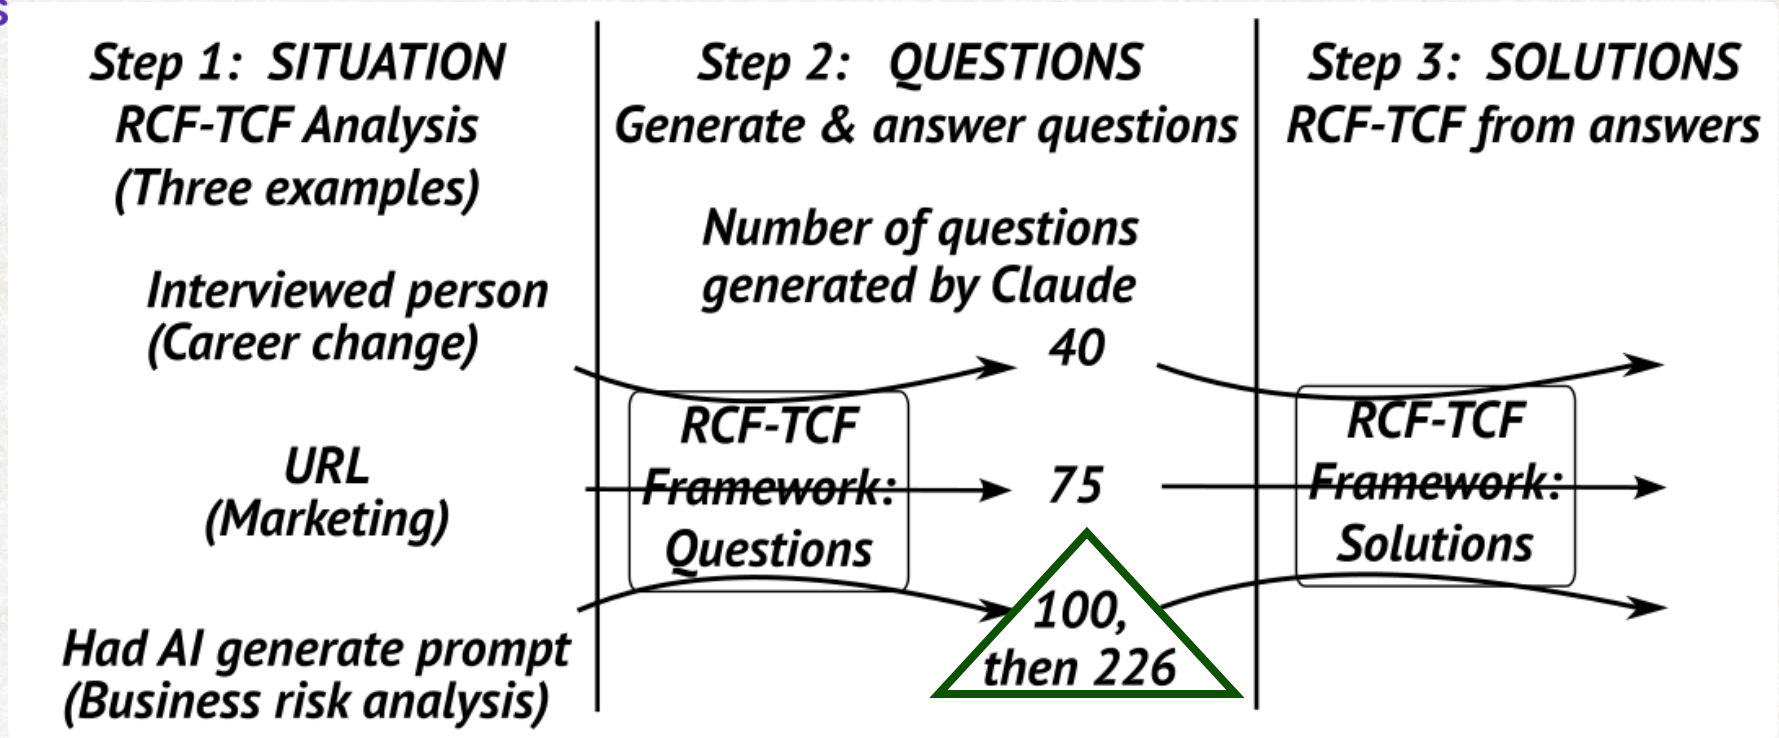 s
Step 1: SITUATION
RCF-TCF Analysis
(Three examples)
Interviewed person
(Career change)
URL
(Marketing)
Had AI generate prompt
(Business risk analysis)
Step 2: QUESTIONS
Generate & answer questions
Number of questions
generated by Claude
40
RCF-TCF
Framework:
Questions
75
100,
then 226
Step 3: SOLUTIONS
RCF-TCF from answers
RCF-TCF
Framework:
Solutions